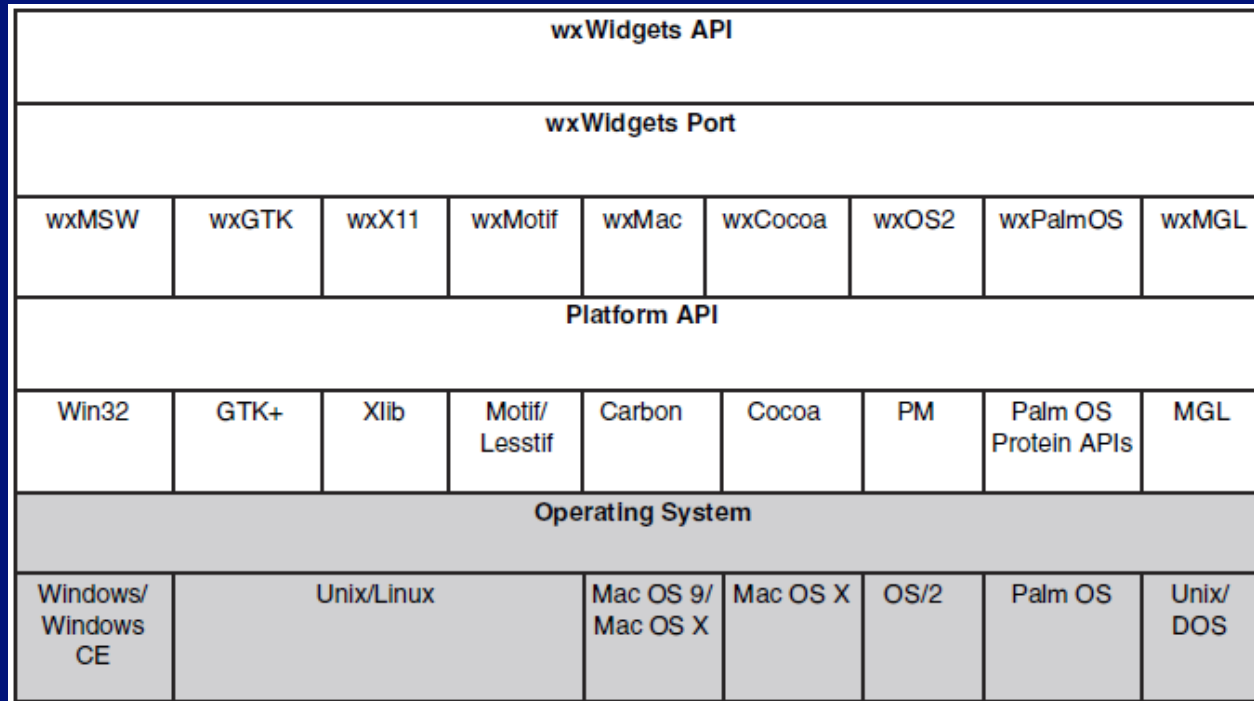 wxWidgets API
wxWidgets Port
wxMSW wxGTK wxX11 wxMotif wxMac wxCocoa wxOS2 wxPalmOS wxMGL
Platform API
Win32 GTK+ Xlib Motif/ Carbon Cocoa PM Palm OS MGL
Lesstif Protein APIs
Operating System
Windows/ Unix/Linux Mac OS 9/ Mac OS X OS/2 Palm OS Unix/
Windows Mac OS X DOS
CE